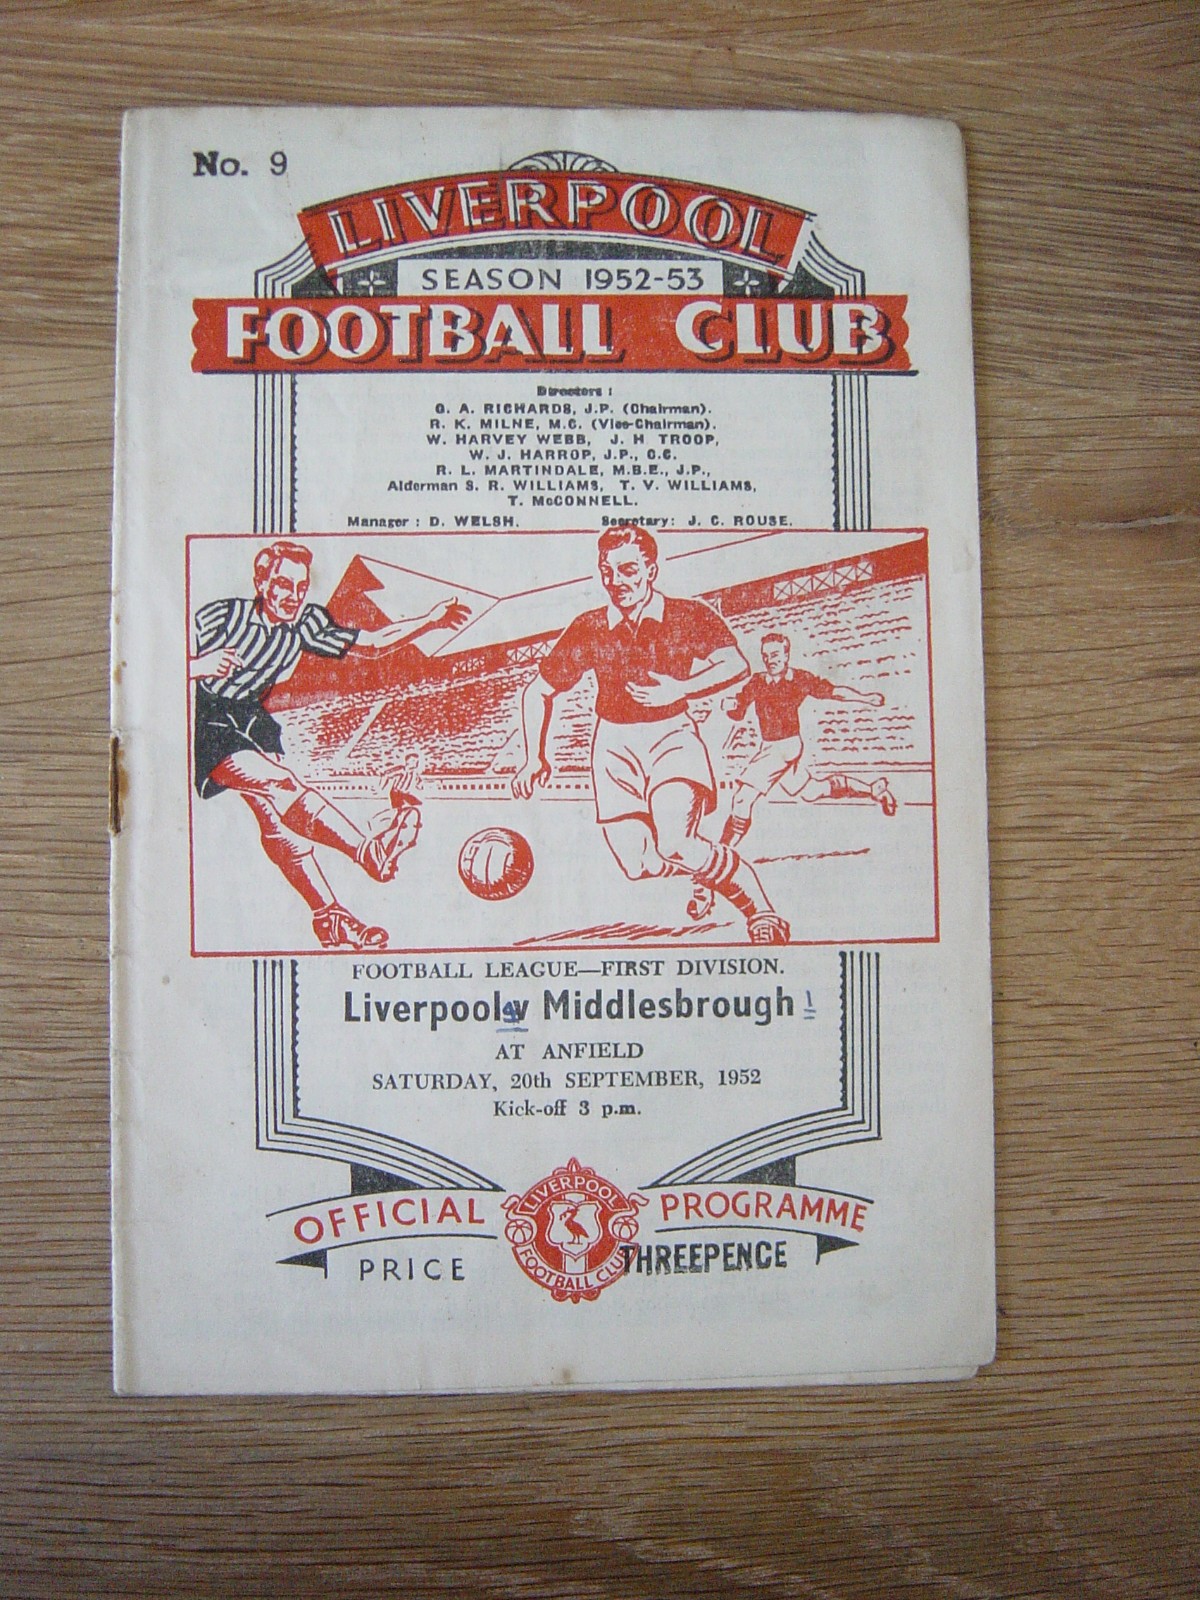 No. 9
LIVERPOOL
SEASON 1952-53
FOOTBALL CLUB
Directors :
G. A. RICHARDS, J.P. (Chairman).
R. K. MILNE, M.C. (Vice-Chairman).
W. HARVEY WEBB, J. H. TROOP,
W. J. HARROP, J.P., C.C.
R. L. MARTINDALE, M.B.E., J.P.,
Alderman S. R. WILLIAMS, T. V. WILLIAMS,
T. McCONNELL.
Manager : D. WELSH. Secretary: J. C. ROUSE.
FOOTBALL LEAGUE—FIRST DIVISION.
Liverpool 4 v Middlesbrough 1
AT ANFIELD
SATURDAY, 20th SEPTEMBER, 1952
Kick-off 3 p.m.
OFFICIAL PROGRAMME
LIVERPOOL
FOOTBALL CLUB
PRICE THREEPENCE